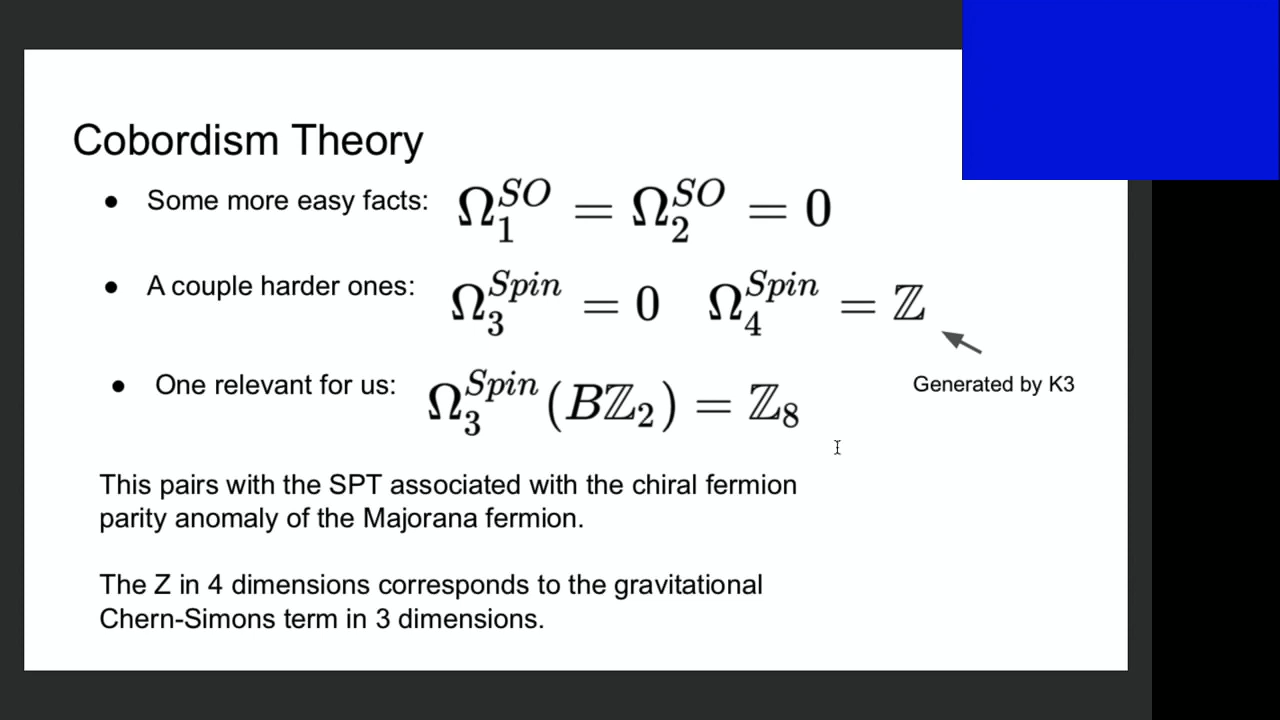 Cobordism Theory
● Some more easy facts: Ω₁^{SO} = Ω₂^{SO} = 0
● A couple harder ones: Ω₃^{Spin} = 0 Ω₄^{Spin} = ℤ
Generated by K3
● One relevant for us: Ω₃^{Spin}(Bℤ₂) = ℤ₈
This pairs with the SPT associated with the chiral fermion
parity anomaly of the Majorana fermion.
The Z in 4 dimensions corresponds to the gravitational
Chern-Simons term in 3 dimensions.